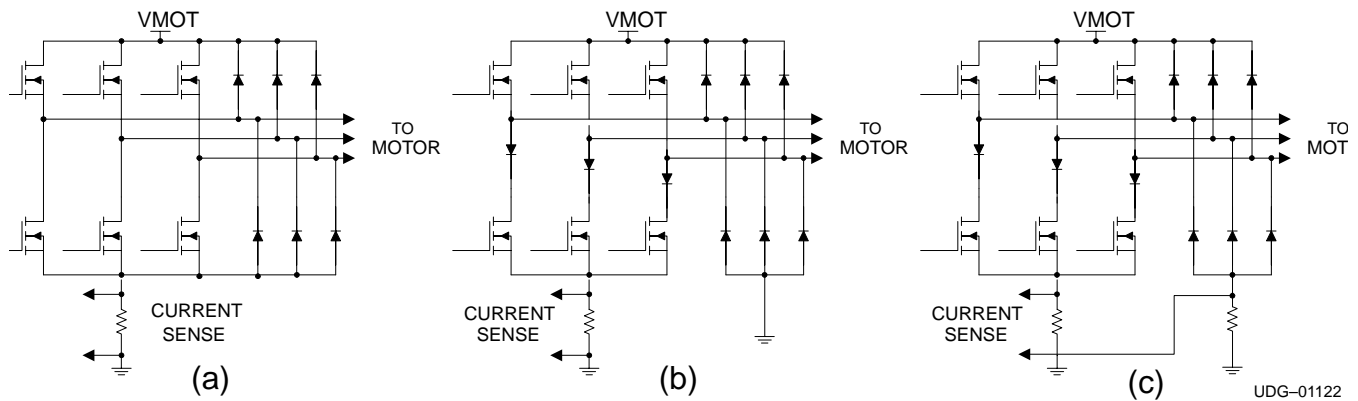 VMOT
TO
MOTOR
CURRENT
SENSE
(a)
VMOT
TO
MOTOR
CURRENT
SENSE
(b)
VMOT
TO
MOT
CURRENT
SENSE
(c)
UDG–01122